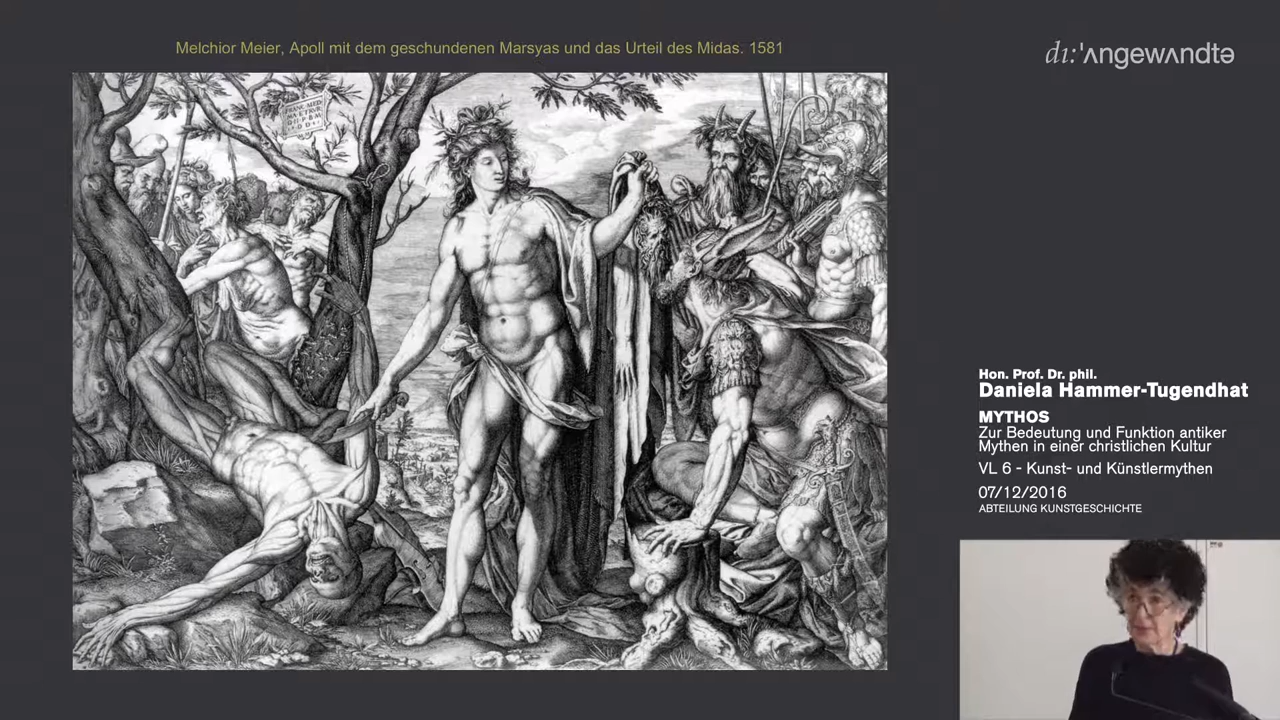 Melchior Meier, Apoll mit dem geschundenen Marsyas und das Urteil des Midas. 1581
dı:ˈʌngewʌndtə
Hon. Prof. Dr. phil.
Daniela Hammer-Tugendhat
MYTHOS
Zur Bedeutung und Funktion antiker
Mythen in einer christlichen Kultur
VL 6 - Kunst- und Künstlermythen
07/12/2016
ABTEILUNG KUNSTGESCHICHTE